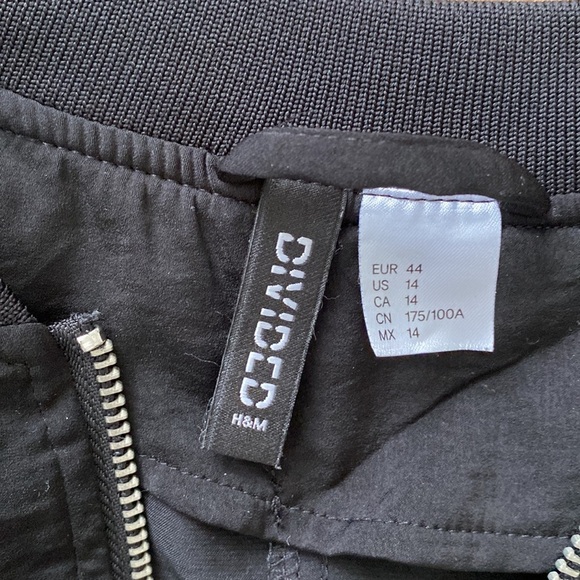 DIVIDED
H&M
EUR 44
US 14
CA 14
CN 175/100A
MX 14